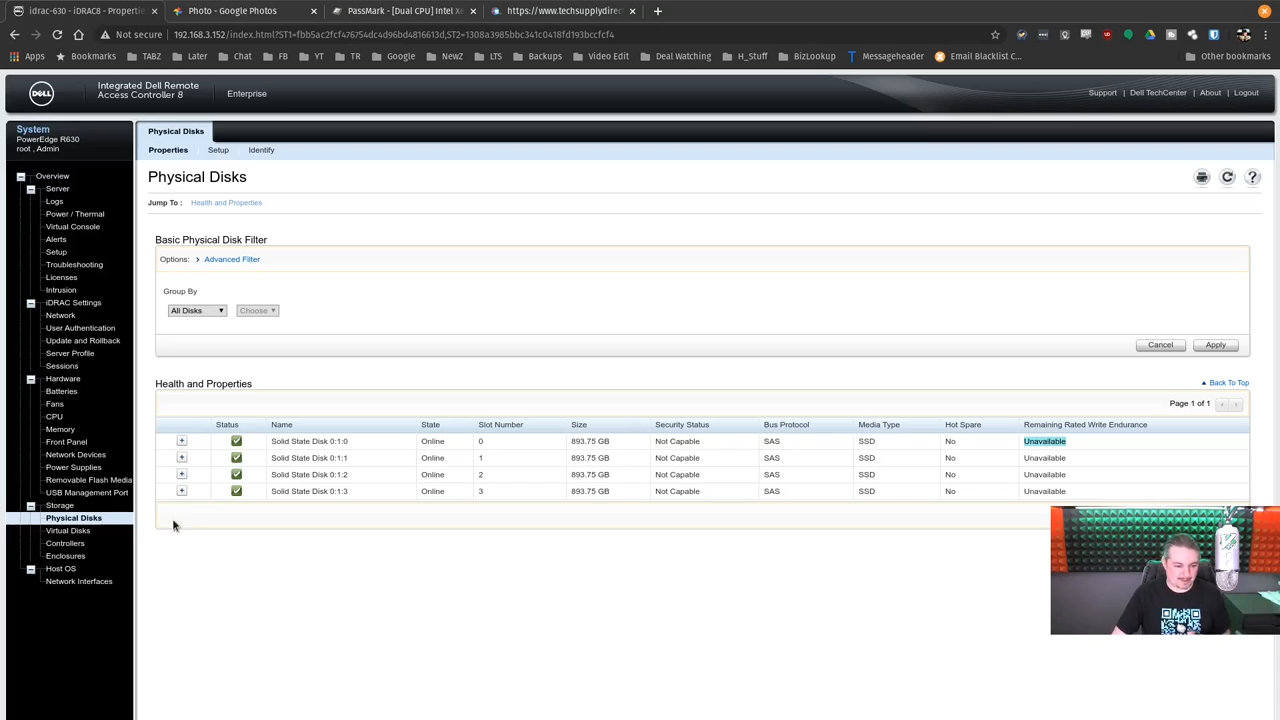 idrac-630 - iDRAC8 - Properti
Photo - Google Photos
PassMark - [Dual CPU] Intel X
https://www.techsupplydirect
Not secure 192.168.3.152/index.html?ST1=fbb5ac2fcf476754dc4d96bd4816613d,ST2=1308a3985bbc341c0418fd193bccfcf4
Apps Bookmarks TABZ Later Chat FB YT TR Google NewZ LTS Backups Video Edit Deal Watching H_Stuff BizLookup Messageheader Email Blacklist C... Other bookmarks
DELL
Integrated Dell Remote
Access Controller 8
Enterprise
Support | Dell TechCenter | About | Logout
System
PowerEdge R630
root , Admin
Overview
Server
Logs
Power / Thermal
Virtual Console
Alerts
Setup
Troubleshooting
Licenses
Intrusion
iDRAC Settings
Network
User Authentication
Update and Rollback
Server Profile
Sessions
Hardware
Batteries
Fans
CPU
Memory
Front Panel
Network Devices
Power Supplies
Removable Flash Media
USB Management Port
Storage
Physical Disks
Virtual Disks
Controllers
Enclosures
Host OS
Network Interfaces
Physical Disks
Properties Setup Identify
Physical Disks
Jump To : Health and Properties
Basic Physical Disk Filter
Options: Advanced Filter
Group By
All Disks Choose
Cancel Apply
Health and Properties
Back To Top
Page 1 of 1
Status Name State Slot Number Size Security Status Bus Protocol Media Type Hot Spare Remaining Rated Write Endurance
Solid State Disk 0:1:0 Online 0 893.75 GB Not Capable SAS SSD No Unavailable
Solid State Disk 0:1:1 Online 1 893.75 GB Not Capable SAS SSD No Unavailable
Solid State Disk 0:1:2 Online 2 893.75 GB Not Capable SAS SSD No Unavailable
Solid State Disk 0:1:3 Online 3 893.75 GB Not Capable SAS SSD No Unavailable